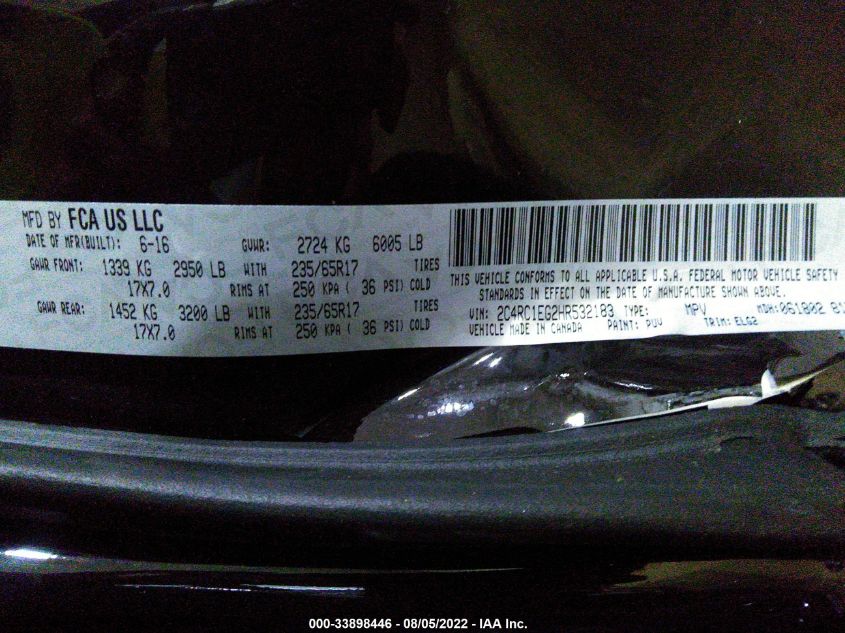 MFD BY FCA US LLC
DATE OF MFR(BUILT): 6-16 GVWR: 2724 KG 6005 LB
GAWR FRONT: 1339 KG 2950 LB WITH 235/65R17 TIRES
17X7.0 RIMS AT 250 KPA ( 36 PSI) COLD
GAWR REAR: 1452 KG 3200 LB WITH 235/65R17 TIRES
17X7.0 RIMS AT 250 KPA ( 36 PSI) COLD
THIS VEHICLE CONFORMS TO ALL APPLICABLE U.S.A. FEDERAL MOTOR VEHICLE SAFETY
STANDARDS IN EFFECT ON THE DATE OF MANUFACTURE SHOWN ABOVE.
VIN: 2C4RC1EG2HR532183 TYPE: MPV MDH: 061802
VEHICLE MADE IN CANADA PAINT: PUV TRIM: ELG2
000-33898446 - 08/05/2022 - IAA Inc.